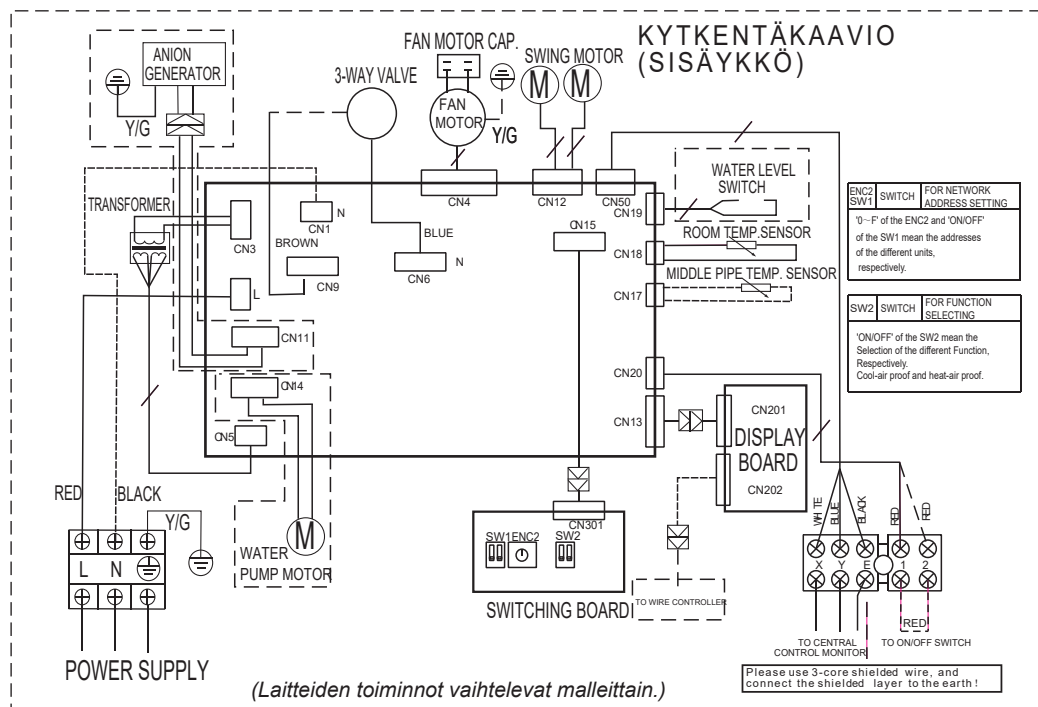 KYTKENTÄKAAVIO
(SISÄYKKÖ)
ANION
GENERATOR
Y/G
3-WAY VALVE
FAN MOTOR CAP.
FAN
MOTOR
Y/G
SWING MOTOR
M
M
WATER LEVEL
SWITCH
ROOM TEMP.SENSOR
MIDDLE PIPE TEMP. SENSOR
TRANSFORMER
CN3
CN1
N
BROWN
CN9
L
BLUE
CN6
N
CN4
CN12
CN50
CN15
CN19
CN18
CN17
CN20
CN13
CN11
CN14
CN5
ENC2
SW1
SWITCH
FOR NETWORK
ADDRESS SETTING
'0~F' of the ENC2 and 'ON/OFF'
of the SW1 mean the addresses
of the different units,
respectively.
SW2
SWITCH
FOR FUNCTION
SELECTING
'ON/OFF' of the SW2 mean the
Selection of the different Function,
Respectively.
Cool-air proof and heat-air proof.
CN201
DISPLAY
BOARD
CN202
RED
BLACK
Y/G
L N
POWER SUPPLY
M
WATER
PUMP MOTOR
CN301
SW1 ENC2
SW2
SWITCHING BOARD
TO WIRE CONTROLLER
WHITE
BLUE
BLACK
RED
RED
X Y E 1 2
RED
TO CENTRAL
CONTROL MONITOR
TO ON/OFF SWITCH
Please use 3-core shielded wire, and
connect the shielded layer to the earth!
(Laitteiden toiminnot vaihtelevat malleittain.)